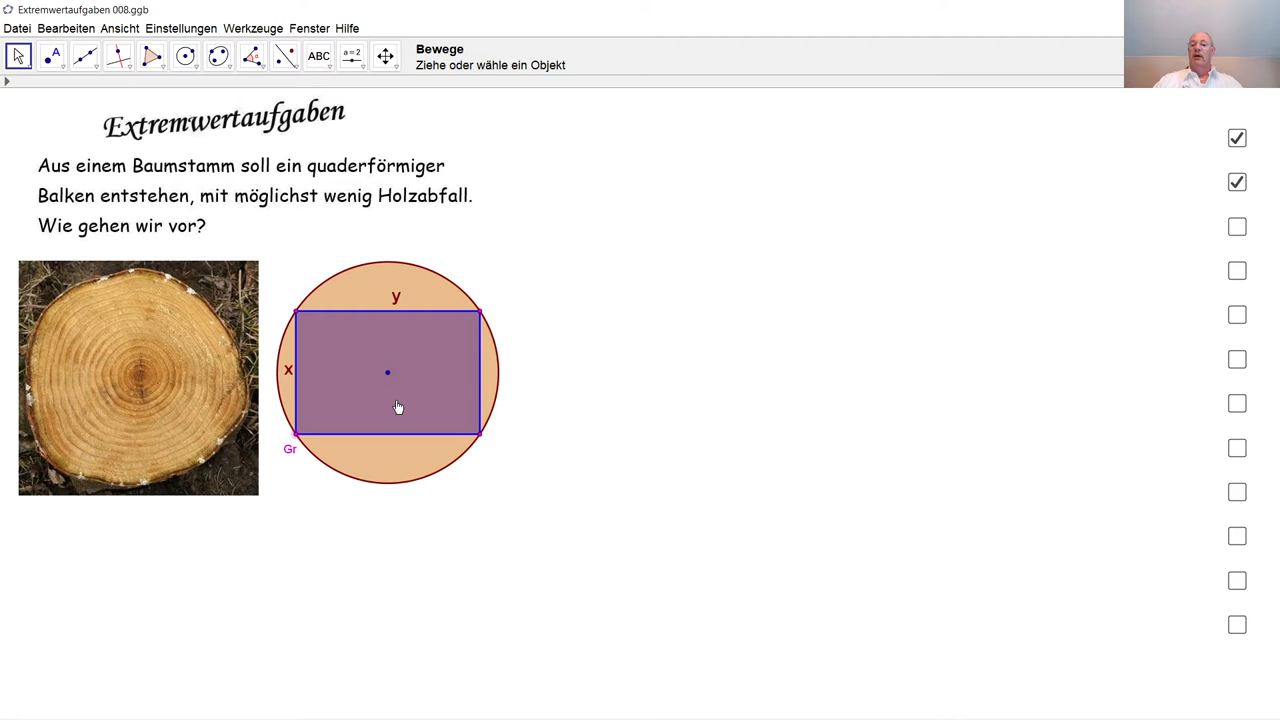 Extremwertaufgaben 008.ggb
Datei Bearbeiten Ansicht Einstellungen Werkzeuge Fenster Hilfe
A
ABC
a = 2
Bewege
Ziehe oder wähle ein Objekt
Extremwertaufgaben
Aus einem Baumstamm soll ein quaderförmiger
Balken entstehen, mit möglichst wenig Holzabfall.
Wie gehen wir vor?
y
x
Gr